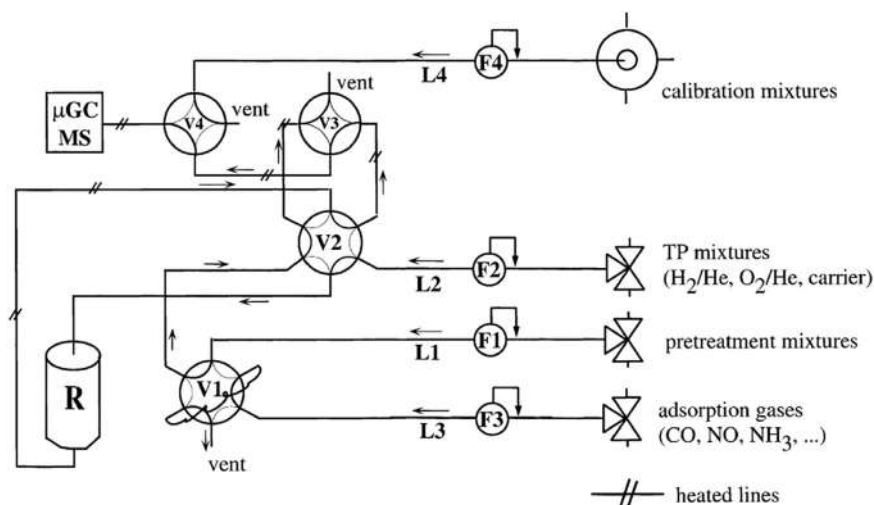 F4
L4
calibration mixtures
vent
V3
μGC
MS
V4
vent
V2
F2
L2
TP mixtures
(H2/He, O2/He, carrier)
F1
L1
pretreatment mixtures
R
V1
F3
L3
adsorption gases
(CO, NO, NH3, ...)
vent
heated lines